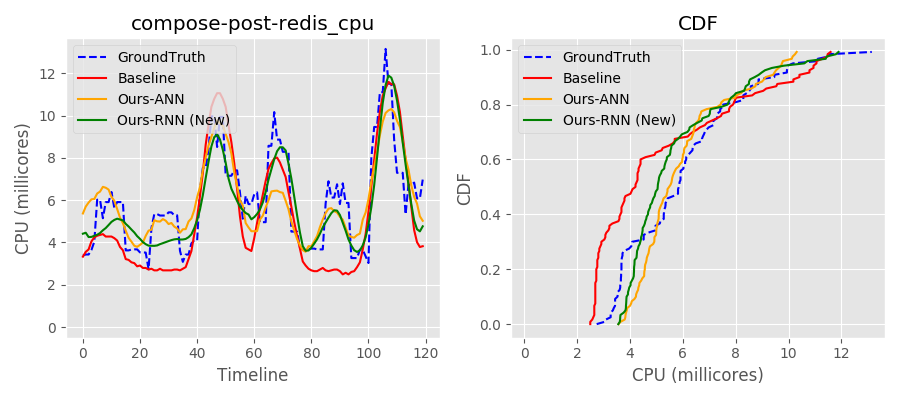 compose-post-redis_cpu
CPU (millicores)
12
10
8
6
4
2
0
GroundTruth
Baseline
Ours-ANN
Ours-RNN (New)
0 20 40 60 80 100 120
Timeline
CDF
CDF
1.0
0.8
0.6
0.4
0.2
0.0
GroundTruth
Baseline
Ours-ANN
Ours-RNN (New)
0 2 4 6 8 10 12
CPU (millicores)